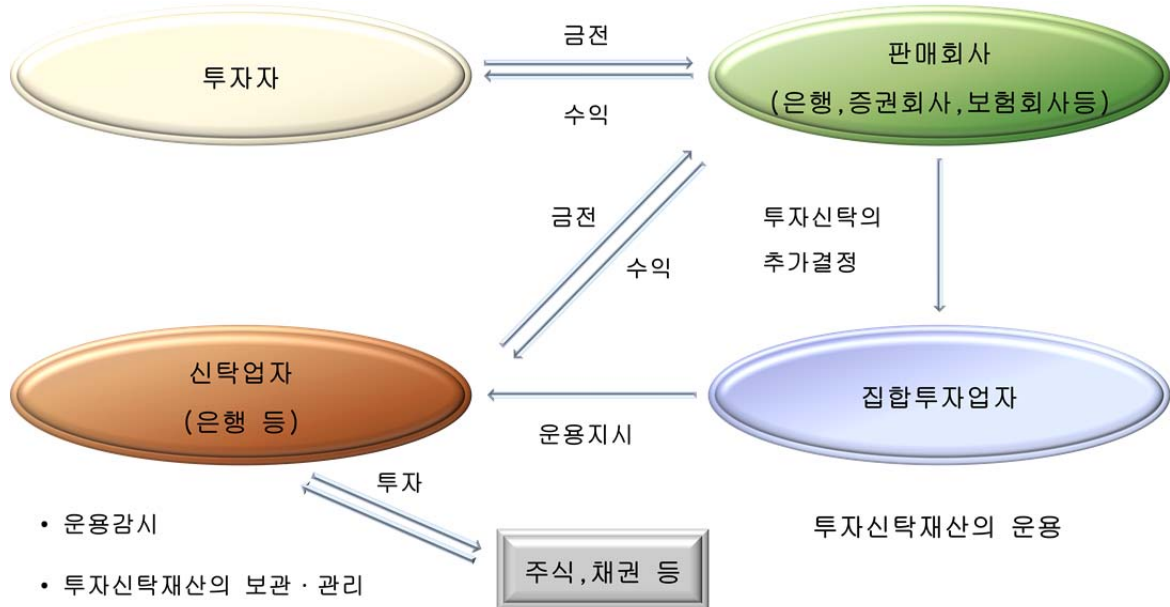 금전
투자자
판매회사
(은행,증권회사,보험회사등)
수익
금전
수익
투자신탁의
추가결정
신탁업자
(은행 등)
집합투자업자
운용지시
투자
• 운용감시
• 투자신탁재산의 보관·관리
주식,채권 등
투자신탁재산의 운용